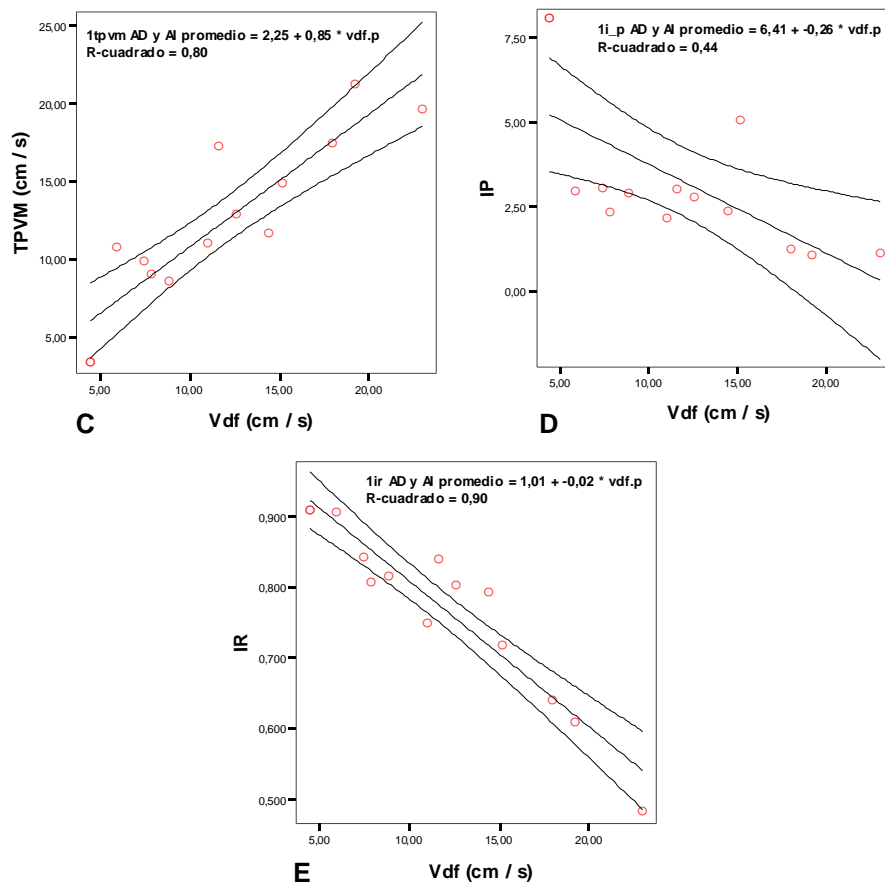 1tpvm AD y AI promedio = 2,25 + 0,85 * vdf.p
R-cuadrado = 0,80
25,00
20,00
15,00
10,00
5,00
TPVM (cm / s)
5,00 10,00 15,00 20,00
Vdf (cm / s)
C
1i_p AD y AI promedio = 6,41 + -0,26 * vdf.p
R-cuadrado = 0,44
7,50
5,00
2,50
0,00
IP
5,00 10,00 15,00 20,00
Vdf (cm / s)
D
1ir AD y AI promedio = 1,01 + -0,02 * vdf.p
R-cuadrado = 0,90
0,900
0,800
0,700
0,600
0,500
IR
5,00 10,00 15,00 20,00
Vdf (cm / s)
E